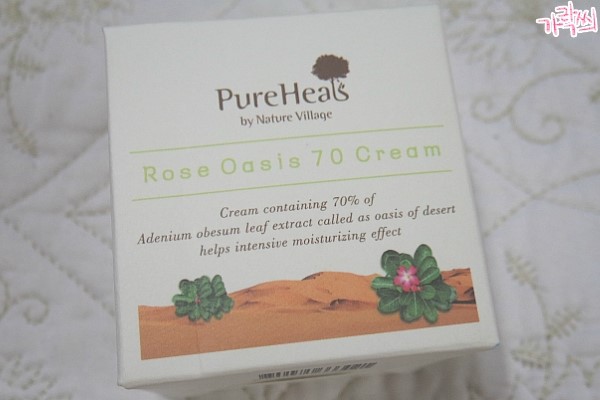 가락씨
PureHeals
by Nature Village
Rose Oasis 70 Cream
Cream containing 70% of
Adenium obesum leaf extract called as oasis of desert
helps intensive moisturizing effect